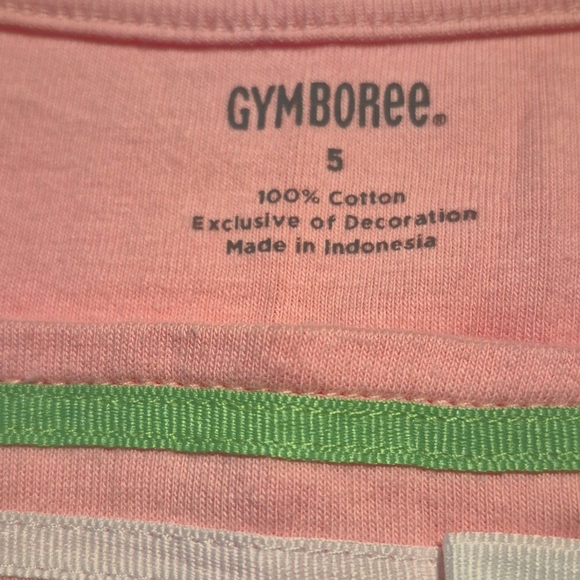 GYMBOREE®
5
100% Cotton
Exclusive of Decoration
Made in Indonesia